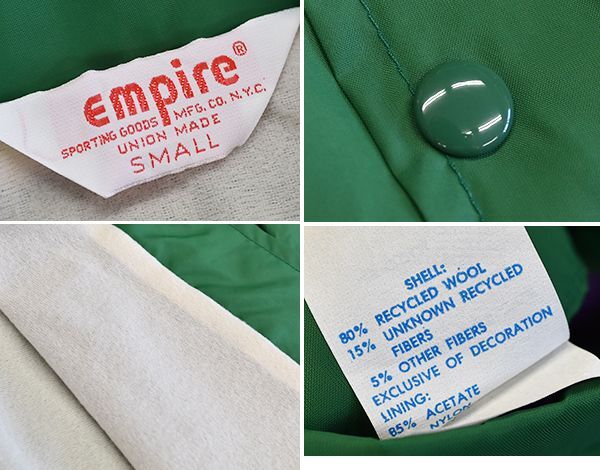 empire®
SPORTING GOODS MFG. CO. N.Y.C.
UNION MADE
SMALL
SHELL:
80% RECYCLED WOOL
15% UNKNOWN RECYCLED
FIBERS
5% OTHER FIBERS
EXCLUSIVE OF DECORATION
LINING:
85% ACETATE
NYLON